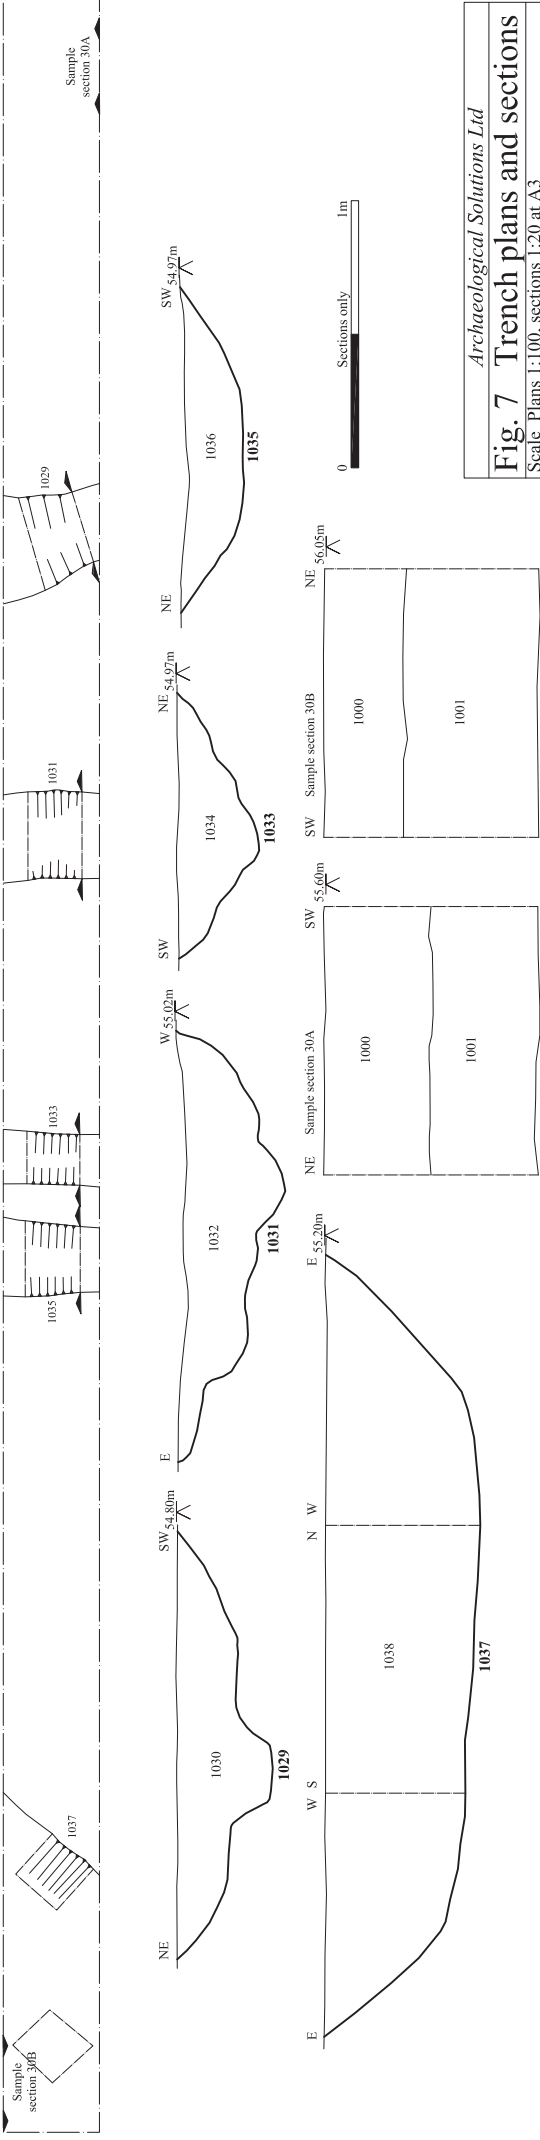 Sample
section 30B
1037
1035
1033
1031
1029
Sample
section 30A
NE
SW
54.80m
1030
1029
E
W
55.02m
1032
1031
SW
NE
54.97m
1034
1033
NE
SW
54.97m
1036
1035
E
W
S
N
W
E
55.20m
1038
1037
NE
Sample section 30A
SW
55.60m
1000
1001
SW
Sample section 30B
NE
56.05m
1000
1001
0
Sections only
1m
Archaeological Solutions Ltd
Fig. 7 Trench plans and sections
Scale Plans 1:100, sections 1:20 at A3